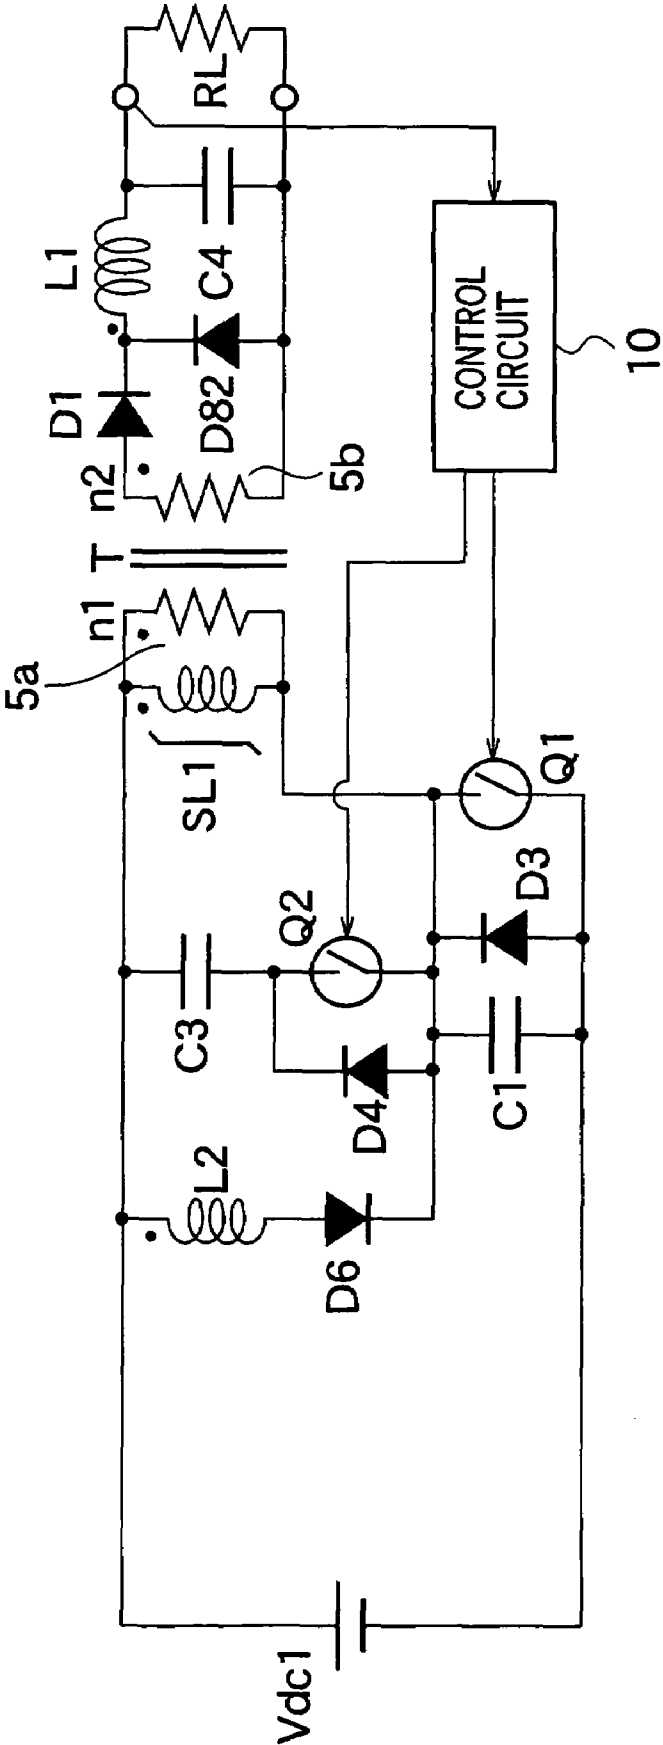 Vdc1
L2
D6
C3
D4
Q2
C1
D3
Q1
SL1
5a
n1
T
n2
5b
D1
D82
L1
C4
RL
CONTROL
CIRCUIT
10